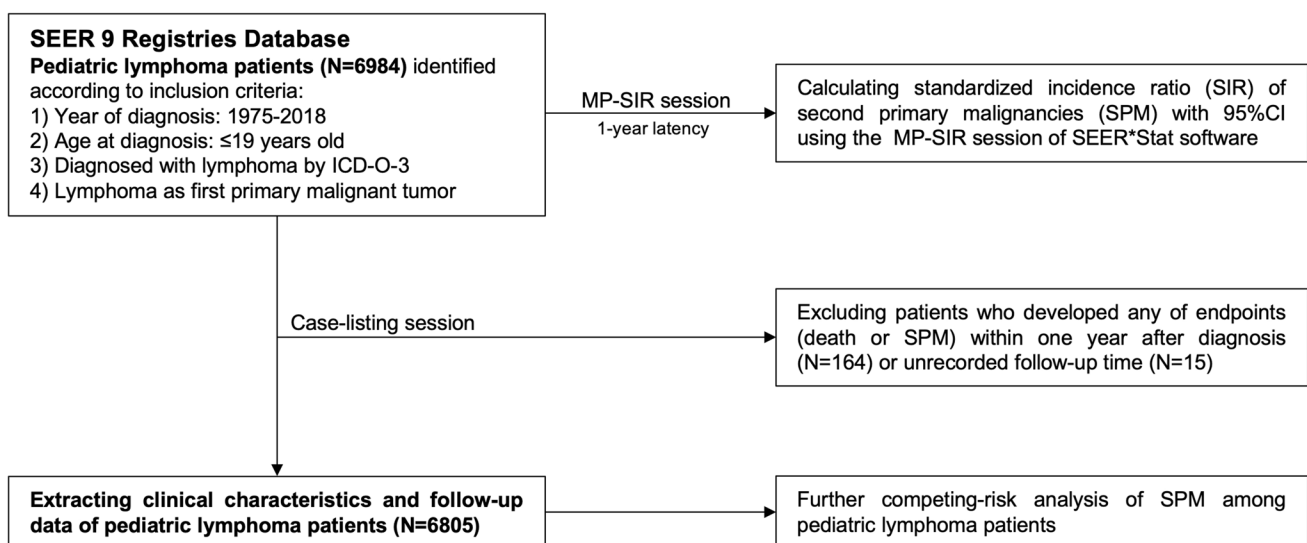 SEER 9 Registries Database
Pediatric lymphoma patients (N=6984) identified
according to inclusion criteria:
1) Year of diagnosis: 1975-2018
2) Age at diagnosis: ≤19 years old
3) Diagnosed with lymphoma by ICD-O-3
4) Lymphoma as first primary malignant tumor
MP-SIR session
1-year latency
Calculating standardized incidence ratio (SIR) of
second primary malignancies (SPM) with 95%CI
using the MP-SIR session of SEER*Stat software
Case-listing session
Excluding patients who developed any of endpoints
(death or SPM) within one year after diagnosis
(N=164) or unrecorded follow-up time (N=15)
Extracting clinical characteristics and follow-up
data of pediatric lymphoma patients (N=6805)
Further competing-risk analysis of SPM among
pediatric lymphoma patients